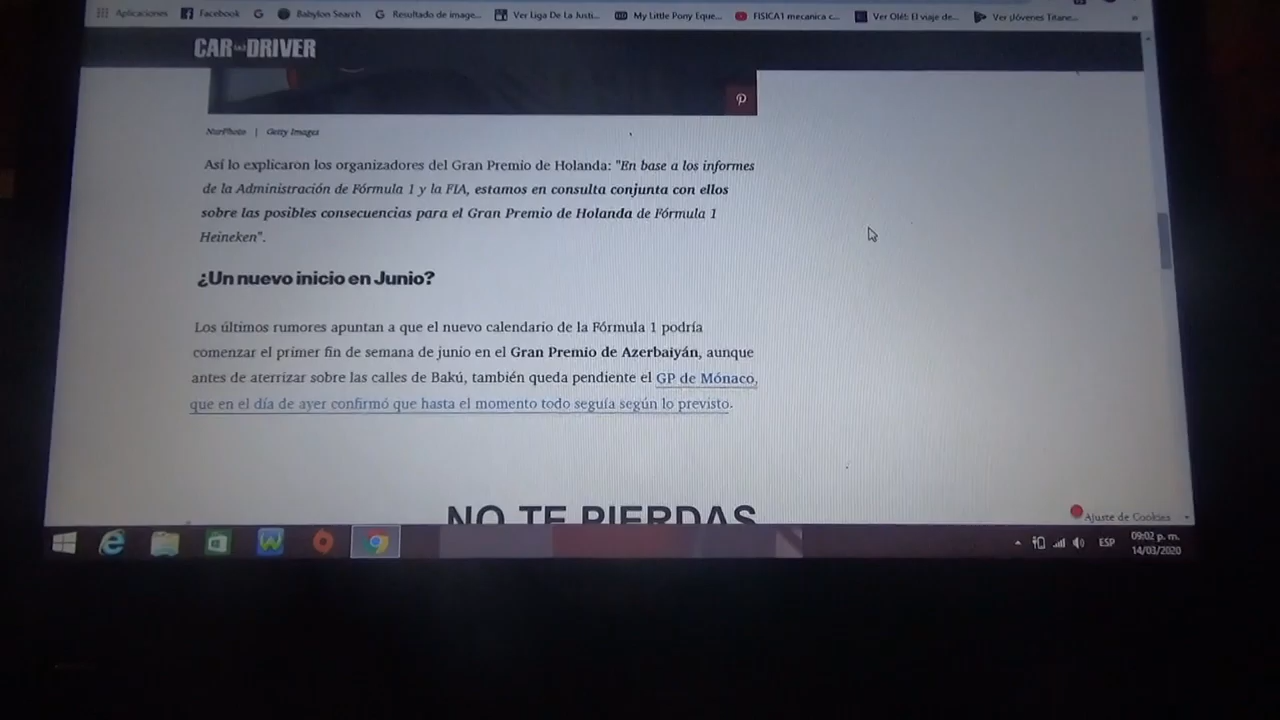 Aplicaciones Facebook Babylon Search Resultado de image... Ver Liga De La Justi... My Little Pony Eque... FISICA1 mecanica c... Ver Olé!: El viaje de... Ver ¡Jóvenes Titane... »
CAR AND DRIVER
NurPhoto | Getty Images
Así lo explicaron los organizadores del Gran Premio de Holanda: "En base a los informes
de la Administración de Fórmula 1 y la FIA, estamos en consulta conjunta con ellos
sobre las posibles consecuencias para el Gran Premio de Holanda de Fórmula 1
Heineken".
¿Un nuevo inicio en Junio?
Los últimos rumores apuntan a que el nuevo calendario de la Fórmula 1 podría
comenzar el primer fin de semana de junio en el Gran Premio de Azerbaiyán, aunque
antes de aterrizar sobre las calles de Bakú, también queda pendiente el GP de Mónaco,
que en el día de ayer confirmó que hasta el momento todo seguía según lo previsto.
NO TE PIERDAS
Ajuste de Cookies
ESP
09:02 p. m.
14/03/2020